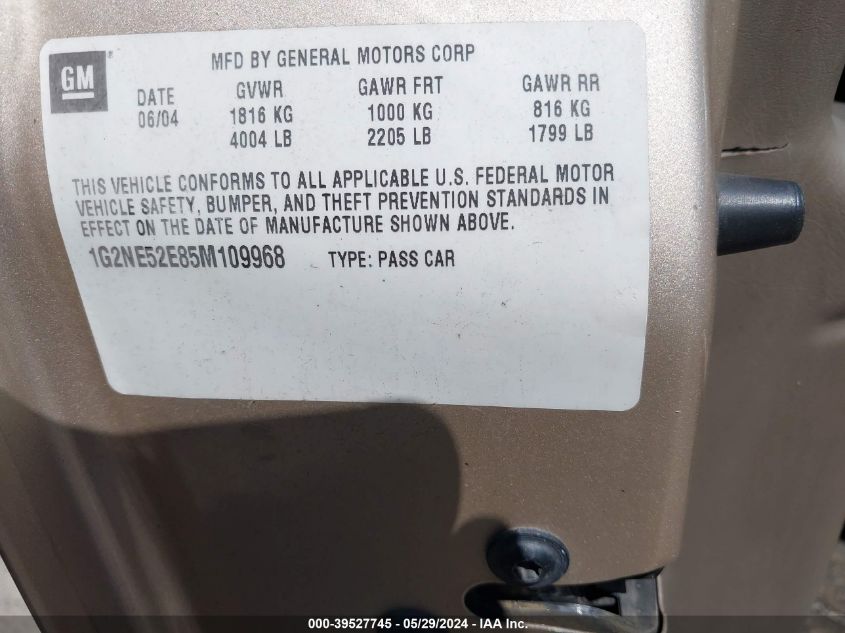 GM
MFD BY GENERAL MOTORS CORP
DATE GVWR GAWR FRT GAWR RR
06/04 1816 KG 1000 KG 816 KG
4004 LB 2205 LB 1799 LB
THIS VEHICLE CONFORMS TO ALL APPLICABLE U.S. FEDERAL MOTOR
VEHICLE SAFETY, BUMPER, AND THEFT PREVENTION STANDARDS IN
EFFECT ON THE DATE OF MANUFACTURE SHOWN ABOVE.
1G2NE52E85M109968 TYPE: PASS CAR
000-39527745 - 05/29/2024 - IAA Inc.